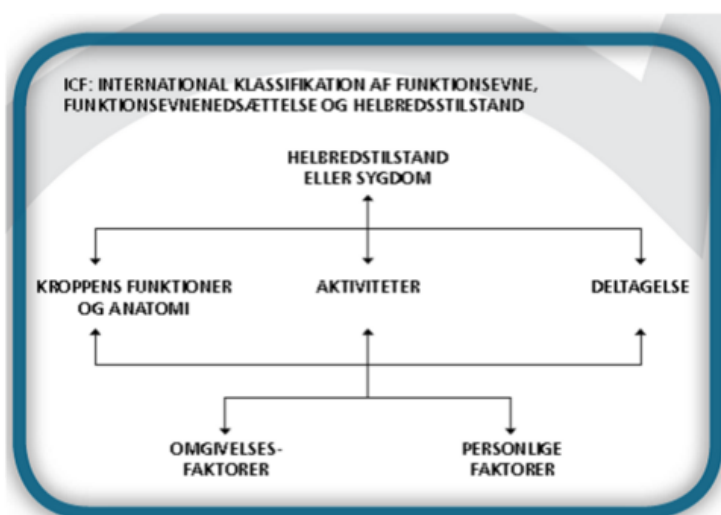 ICF: INTERNATIONAL KLASSIFIKATION AF FUNKTIONSEVNE,
FUNKTIONSEVNENEDSÆTTELSE OG HELBREDSSTILSTAND
HELBREDSTILSTAND
ELLER SYGDOM
KROPPENS FUNKTIONER
OG ANATOMI
AKTIVITETER
DELTAGELSE
OMGIVELSES-
FAKTORER
PERSONLIGE
FAKTORER